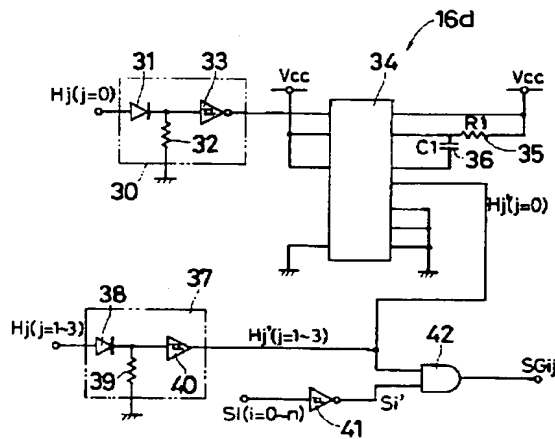 16d
31
33
34
Vcc
Vcc
Hj(j=0)
32
30
R1
C1
36
35
Hj'(j=0)
38
37
Hj(j=1~3)
39
40
Hj'(j=1~3)
42
SGij
Si(i=0~n)
41
Si'